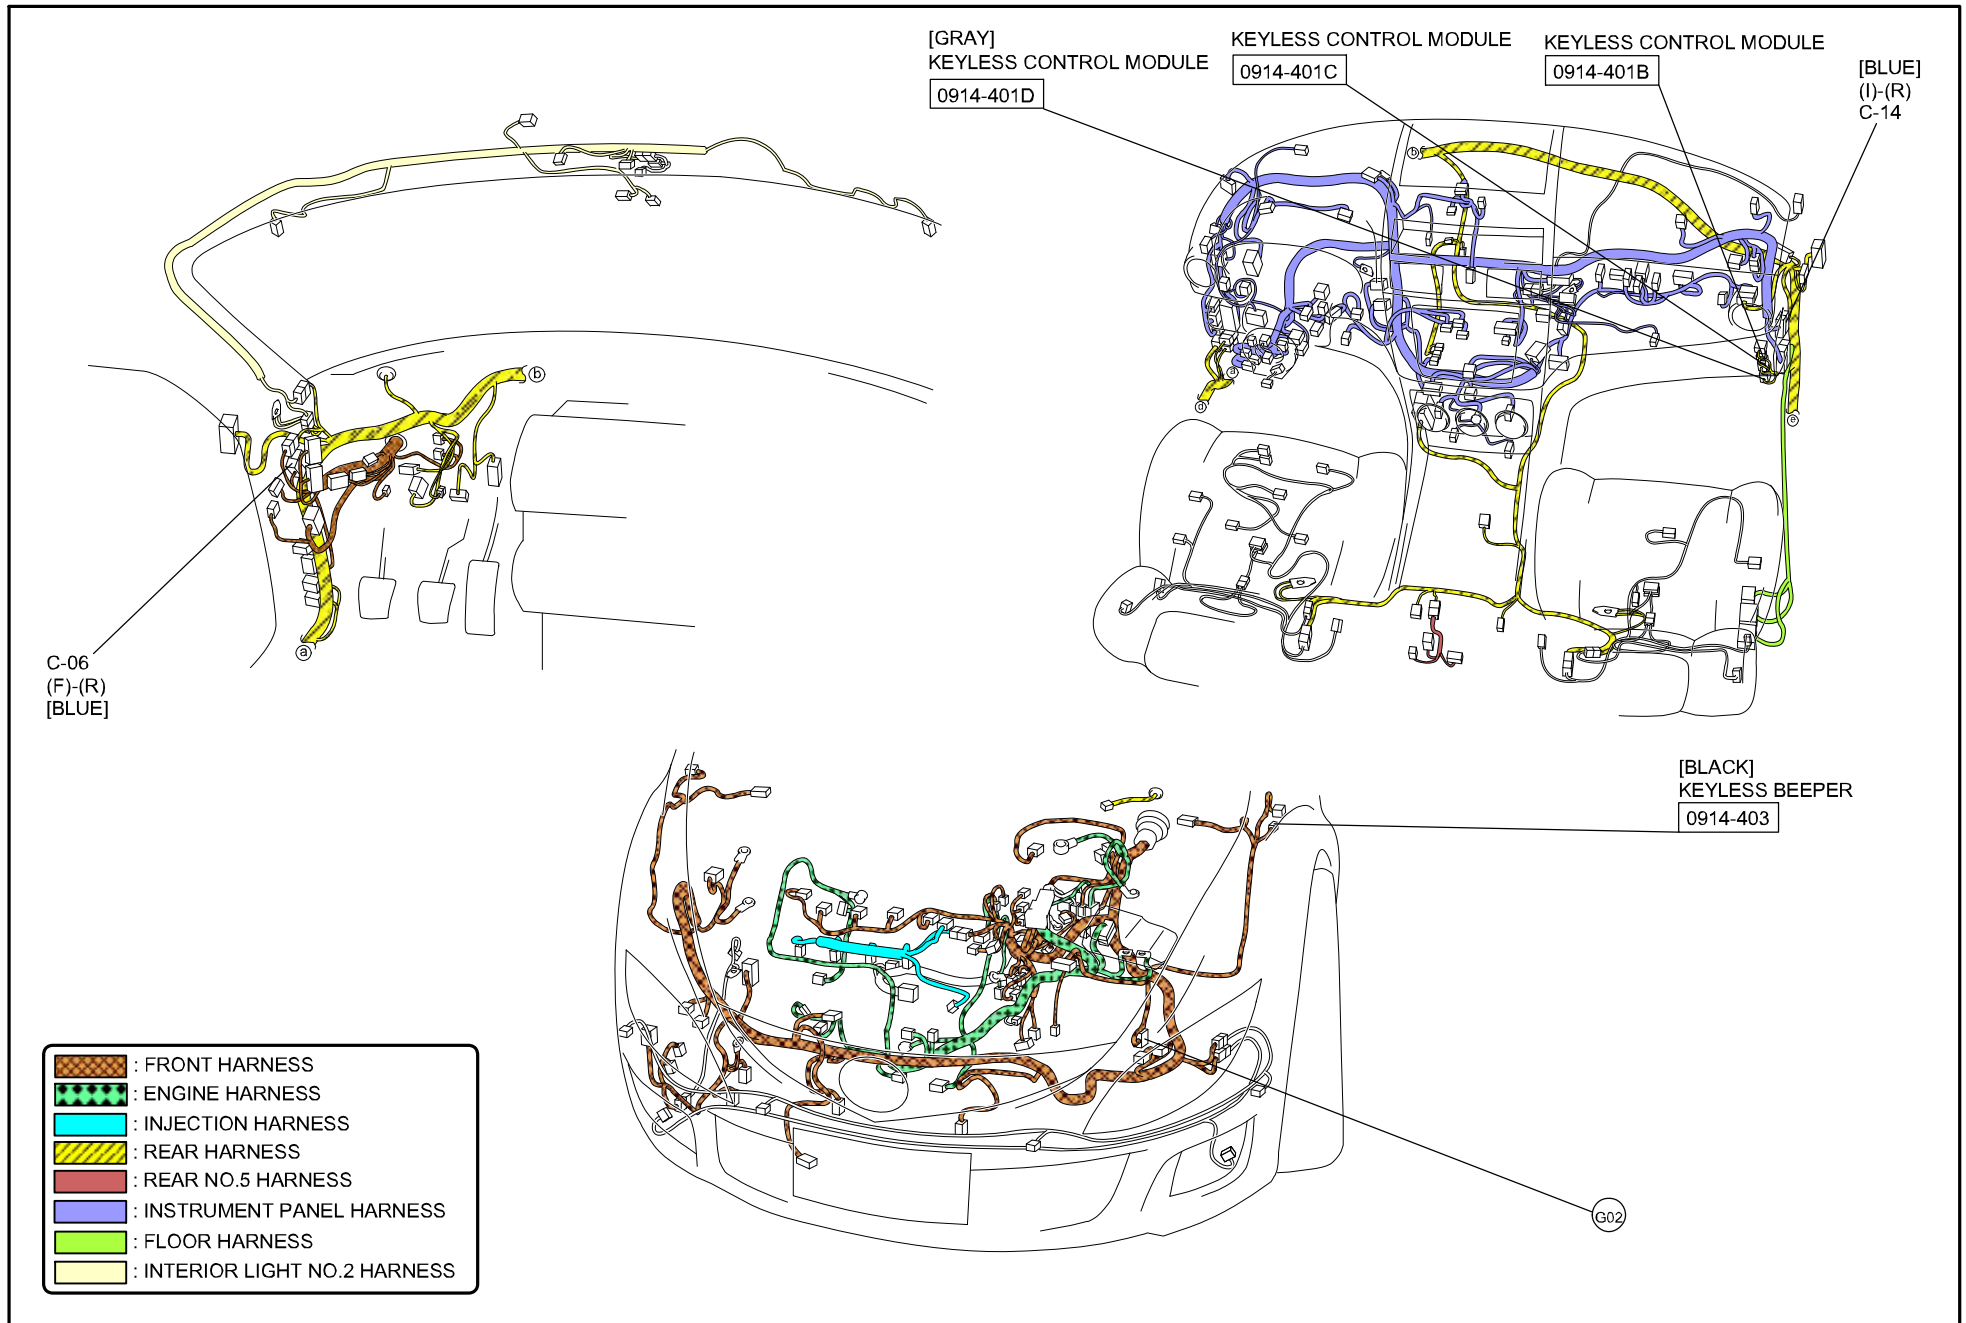 [GRAY]
KEYLESS CONTROL MODULE
0914-401D
KEYLESS CONTROL MODULE
0914-401C
KEYLESS CONTROL MODULE
0914-401B
[BLUE]
(I)-(R)
C-14
b
a
d
e
b
a
C-06
(F)-(R)
[BLUE]
[BLACK]
KEYLESS BEEPER
0914-403
G02
: FRONT HARNESS
: ENGINE HARNESS
: INJECTION HARNESS
: REAR HARNESS
: REAR NO.5 HARNESS
: INSTRUMENT PANEL HARNESS
: FLOOR HARNESS
: INTERIOR LIGHT NO.2 HARNESS